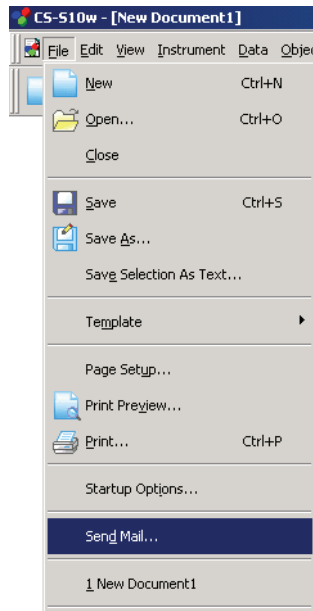 CS-S10w - [New Document1]
File Edit View Instrument Data Objec
New Ctrl+N
Open... Ctrl+O
Close
Save Ctrl+S
Save As...
Save Selection As Text...
Template
Page Setup...
Print Preview...
Print... Ctrl+P
Startup Options...
Send Mail...
1 New Document1